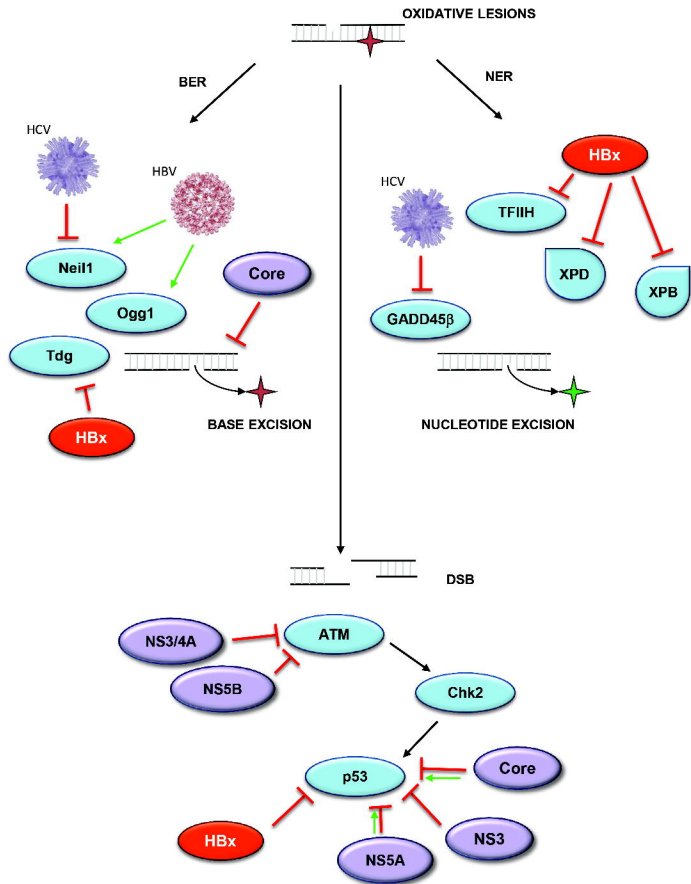 OXIDATIVE LESIONS
BER
NER
HCV
HBV
HBx
HCV
TFIIH
Neil1
Core
XPD
XPB
Ogg1
GADD45β
Tdg
BASE EXCISION
NUCLEOTIDE EXCISION
HBx
DSB
NS3/4A
ATM
NS5B
Chk2
p53
Core
HBx
NS3
NS5A